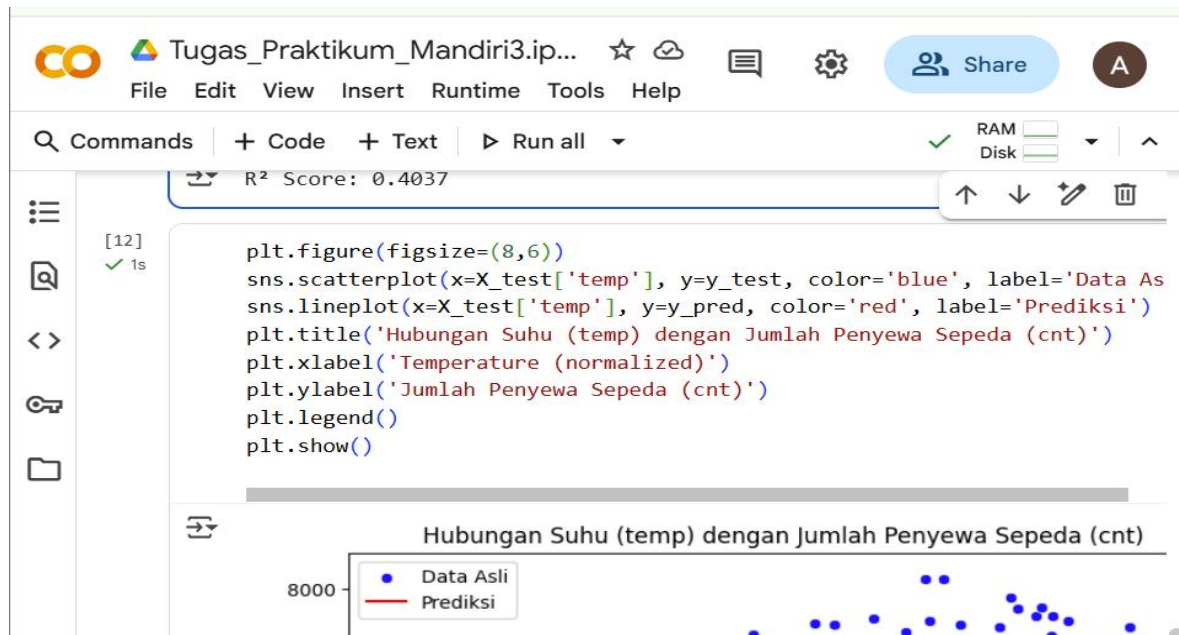 Tugas_Praktikum_Mandiri3.ip...
Share
A
File Edit View Insert Runtime Tools Help
Commands + Code + Text Run all
RAM
Disk
R² Score: 0.4037
[12]
1s
plt.figure(figsize=(8,6))
sns.scatterplot(x=X_test['temp'], y=y_test, color='blue', label='Data As
sns.lineplot(x=X_test['temp'], y=y_pred, color='red', label='Prediksi')
plt.title('Hubungan Suhu (temp) dengan Jumlah Penyewa Sepeda (cnt)')
plt.xlabel('Temperature (normalized)')
plt.ylabel('Jumlah Penyewa Sepeda (cnt)')
plt.legend()
plt.show()
Hubungan Suhu (temp) dengan Jumlah Penyewa Sepeda (cnt)
8000
Data Asli
Prediksi